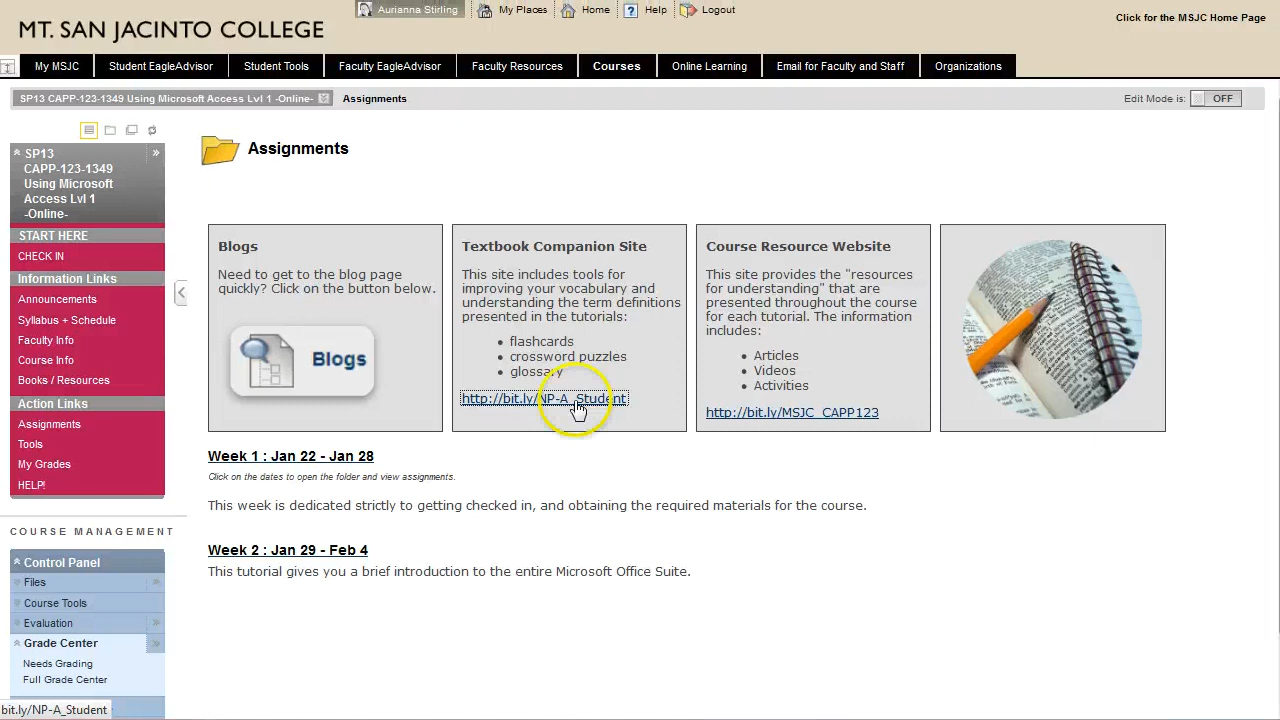 Aurianna Stirling My Places Home Help Logout
MT. SAN JACINTO COLLEGE
Click for the MSJC Home Page
My MSJC Student EagleAdvisor Student Tools Faculty EagleAdvisor Faculty Resources Courses Online Learning Email for Faculty and Staff Organizations
SP13 CAPP-123-1349 Using Microsoft Access Lvl 1 -Online- Assignments
Edit Mode is: OFF
SP13
CAPP-123-1349
Using Microsoft
Access Lvl 1
-Online-
START HERE
CHECK IN
Information Links
Announcements
Syllabus + Schedule
Faculty Info
Course Info
Books / Resources
Action Links
Assignments
Tools
My Grades
HELP!
COURSE MANAGEMENT
Control Panel
Files
Course Tools
Evaluation
Grade Center
Needs Grading
Full Grade Center
bit.ly/NP-A_Student
Assignments
Blogs
Need to get to the blog page
quickly? Click on the button below.
Blogs
Textbook Companion Site
This site includes tools for
improving your vocabulary and
understanding the term definitions
presented in the tutorials:
flashcards
crossword puzzles
glossary
http://bit.ly/NP-A_Student
Course Resource Website
This site provides the "resources
for understanding" that are
presented throughout the course
for each tutorial. The information
includes:
Articles
Videos
Activities
http://bit.ly/MSJC_CAPP123
Week 1 : Jan 22 - Jan 28
Click on the dates to open the folder and view assignments.
This week is dedicated strictly to getting checked in, and obtaining the required materials for the course.
Week 2 : Jan 29 - Feb 4
This tutorial gives you a brief introduction to the entire Microsoft Office Suite.